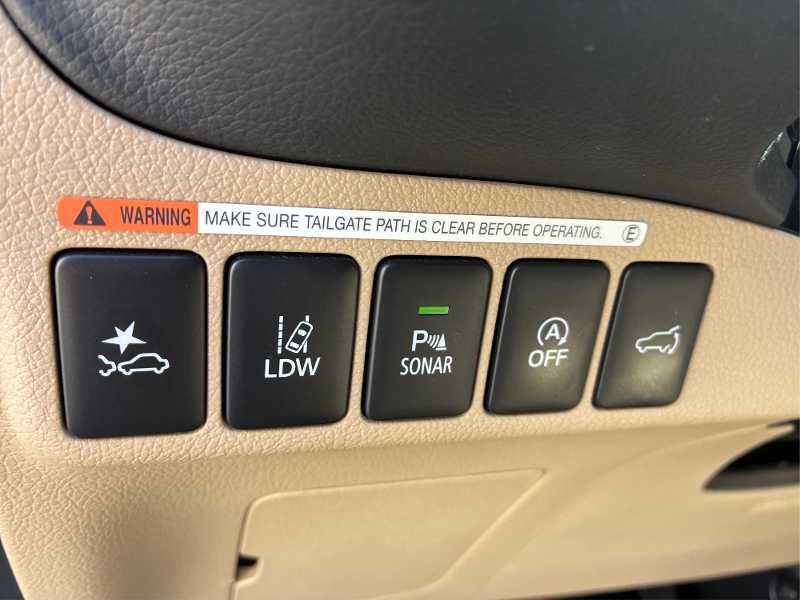 WARNING MAKE SURE TAILGATE PATH IS CLEAR BEFORE OPERATING. E
LDW
P
SONAR
A
OFF